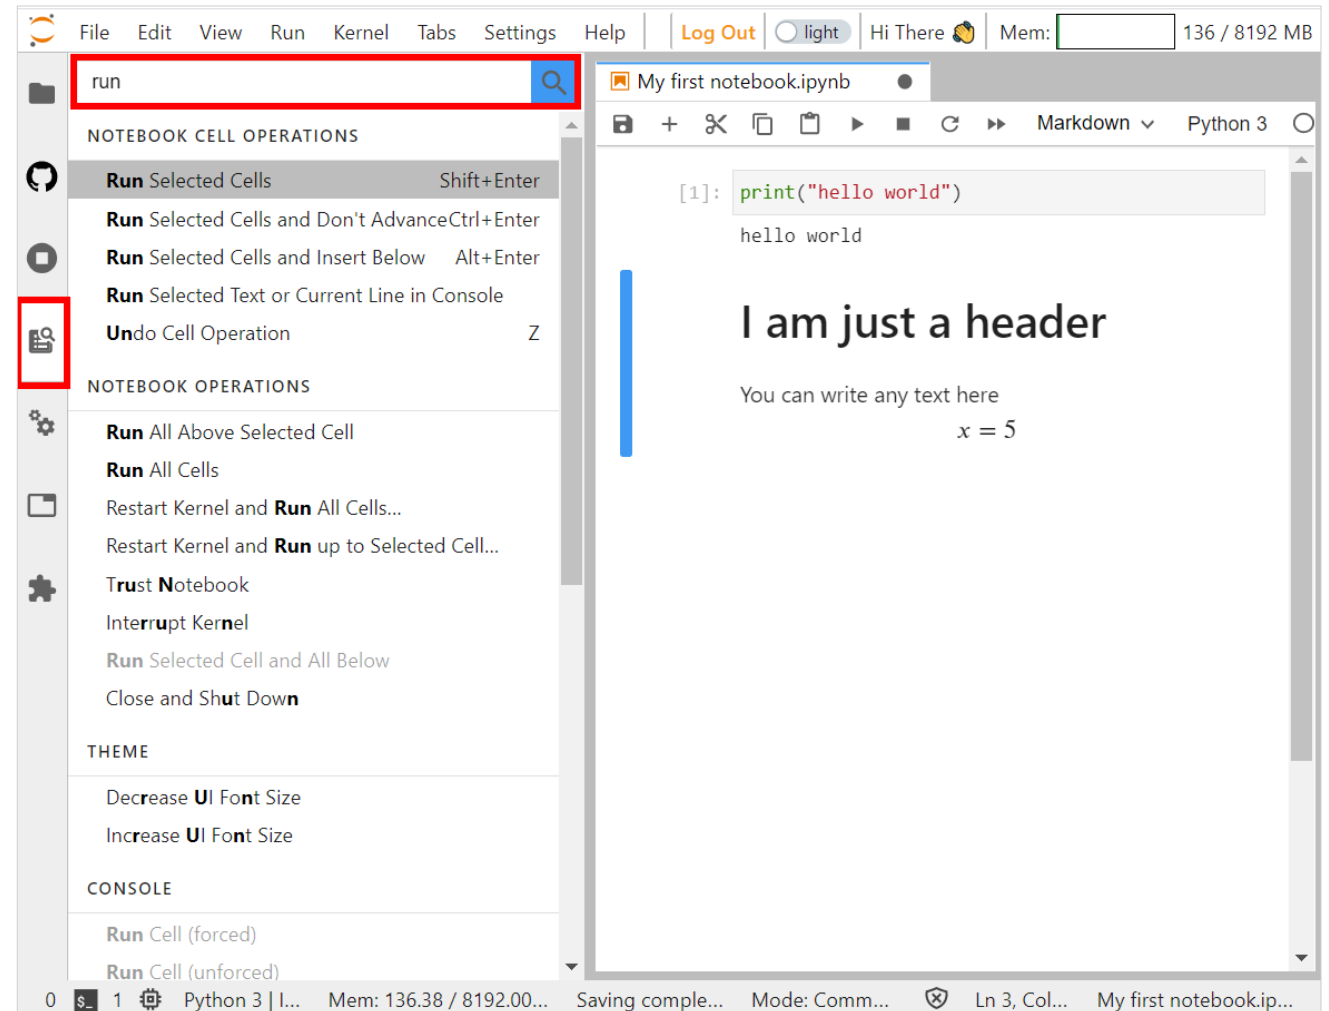 File Edit View Run Kernel Tabs Settings Help Log Out light Hi There 👏 Mem: 136 / 8192 MB
run
NOTEBOOK CELL OPERATIONS
Run Selected Cells Shift+Enter
Run Selected Cells and Don't Advance Ctrl+Enter
Run Selected Cells and Insert Below Alt+Enter
Run Selected Text or Current Line in Console
Undo Cell Operation Z
NOTEBOOK OPERATIONS
Run All Above Selected Cell
Run All Cells
Restart Kernel and Run All Cells...
Restart Kernel and Run up to Selected Cell...
Trust Notebook
Interrupt Kernel
Run Selected Cell and All Below
Close and Shut Down
THEME
Decrease UI Font Size
Increase UI Font Size
CONSOLE
Run Cell (forced)
Run Cell (unforced)
My first notebook.ipynb
Markdown Python 3
[1]: print("hello world")
hello world
I am just a header
You can write any text here
x = 5
0 $_ 1 Python 3 | I... Mem: 136.38 / 8192.00... Saving comple... Mode: Comm... Ln 3, Col... My first notebook.ip...